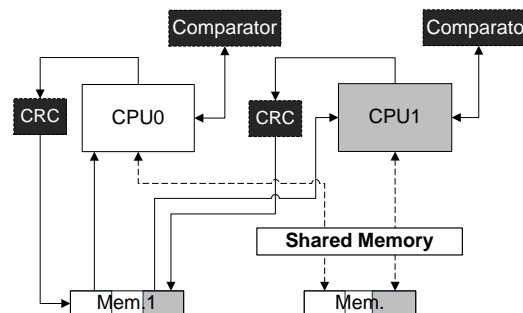 Comparator
Comparato
CRC
CPU0
CRC
CPU1
Shared Memory
Mem.1
Mem.